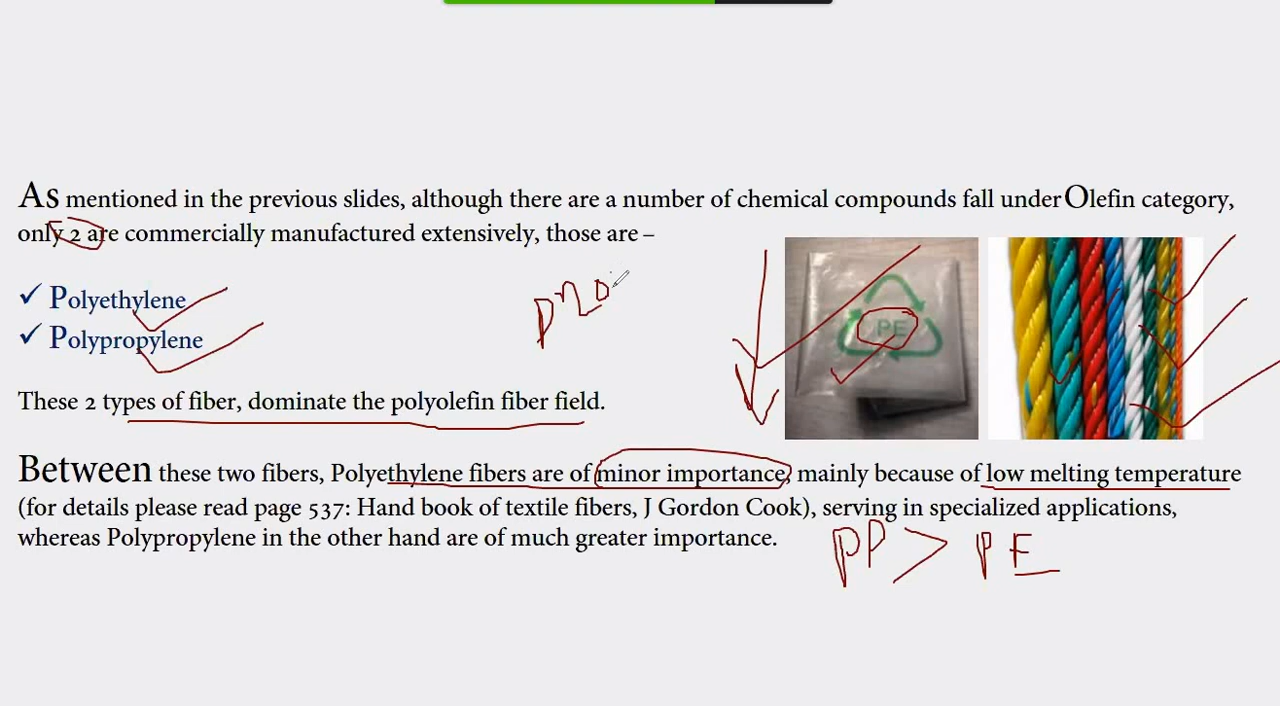 As mentioned in the previous slides, although there are a number of chemical compounds fall under Olefin category,
only 2 are commercially manufactured extensively, those are –
✓ Polyethylene
✓ Polypropylene
PE
These 2 types of fiber, dominate the polyolefin fiber field.
Between these two fibers, Polyethylene fibers are of minor importance, mainly because of low melting temperature
(for details please read page 537: Hand book of textile fibers, J Gordon Cook), serving in specialized applications,
whereas Polypropylene in the other hand are of much greater importance.
PP > PE